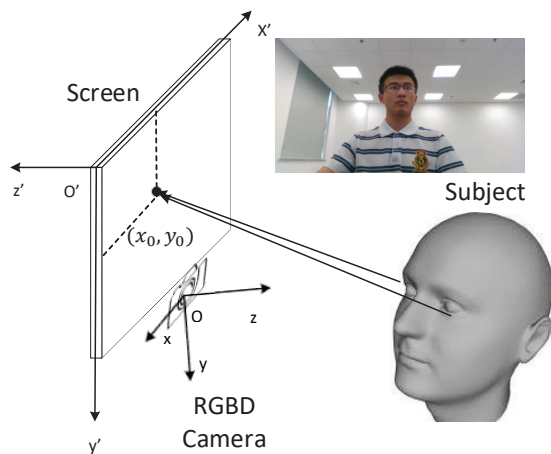 X'
Screen
z'
O'
Subject
(x₀, y₀)
O
z
x
y
RGBD
Camera
y'